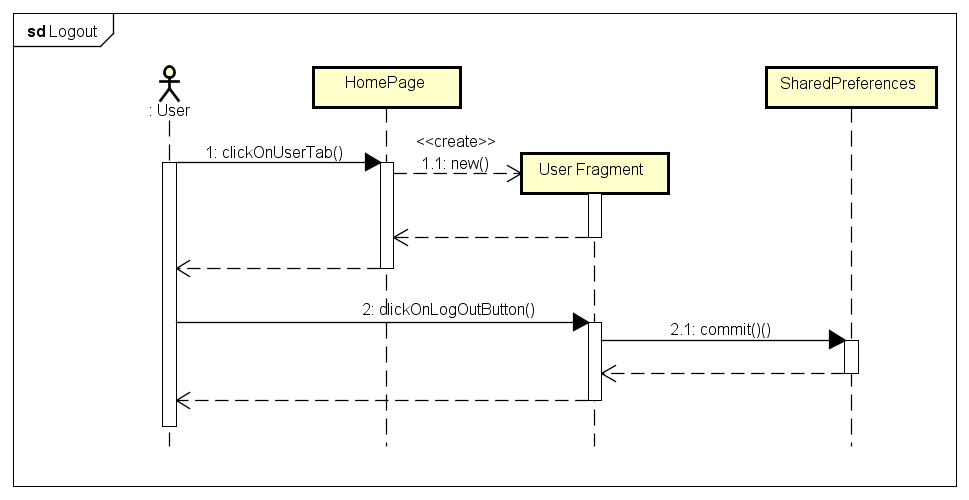 sd Logout
: User
HomePage
SharedPreferences
<<create>>
1: clickOnUserTab()
1.1: new()
User Fragment
2: clickOnLogOutButton()
2.1: commit()()